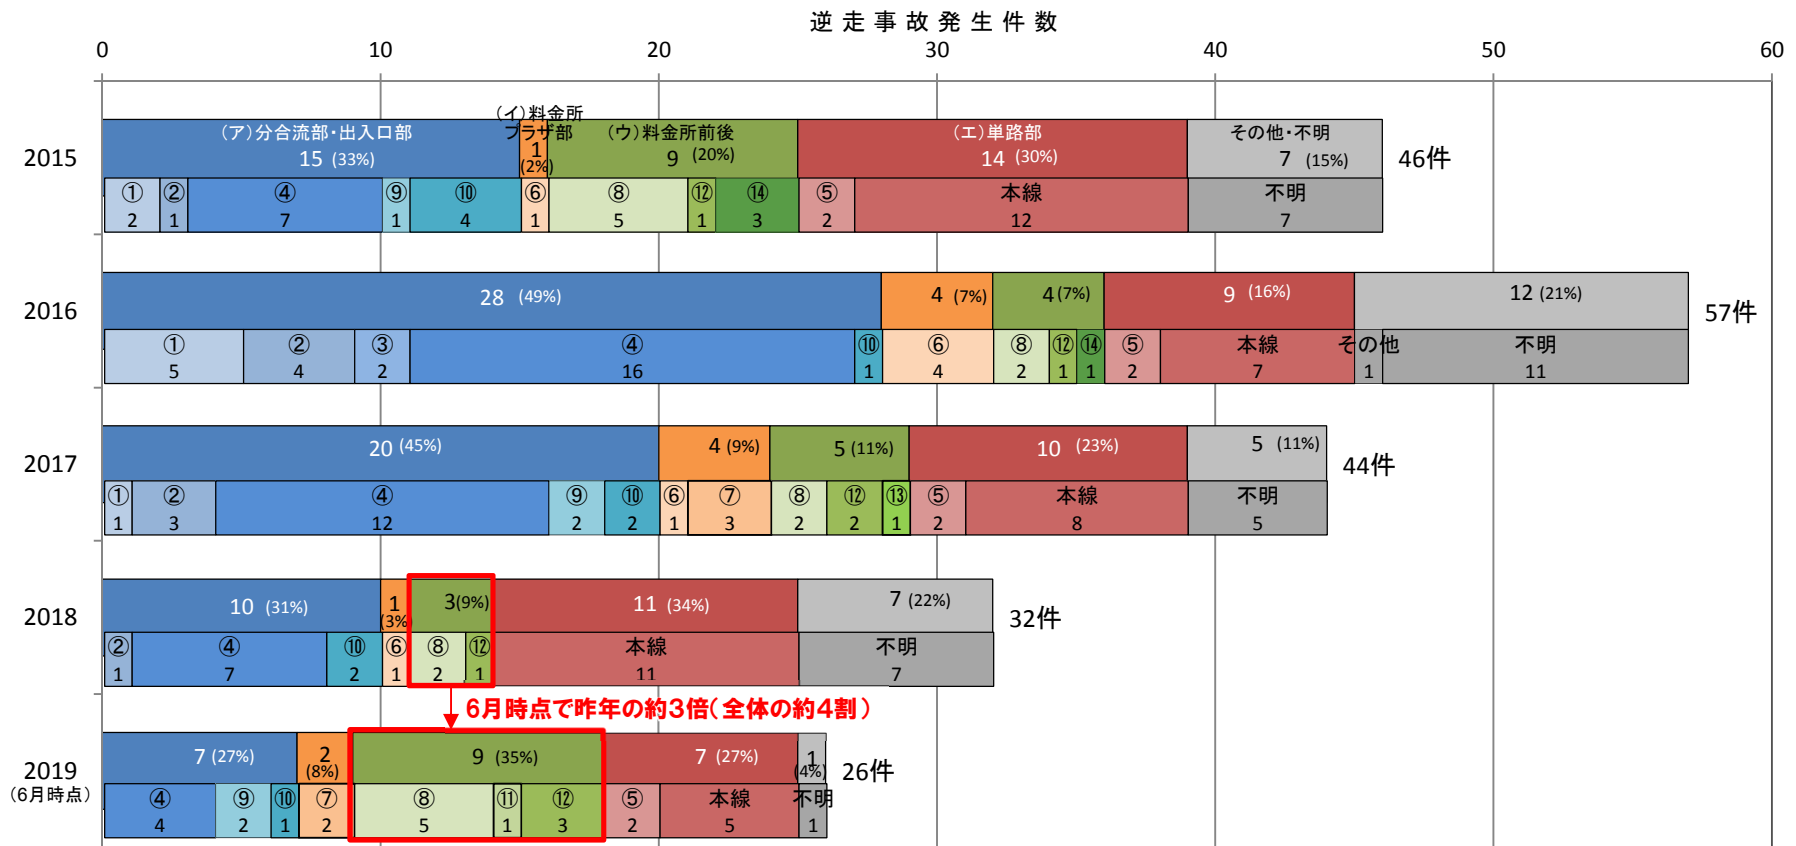 逆走事故発生件数
0 10 20 30 40 50 60
(ア)分合流部・出入口部 (イ)料金所プラザ部 (ウ)料金所前後 (エ)単路部 その他・不明
2015 15 (33%) 1 (2%) 9 (20%) 14 (30%) 7 (15%) 46件
① ② ④ ⑨ ⑩ ⑥ ⑧ ⑫ ⑭ ⑤ 本線 不明
2 1 7 1 4 1 5 1 3 2 12 7
2016 28 (49%) 4 (7%) 4 (7%) 9 (16%) 12 (21%) 57件
① ② ③ ④ ⑩ ⑥ ⑧ ⑫ ⑭ ⑤ 本線 その他 不明
5 4 2 16 1 4 2 1 1 2 7 1 11
2017 20 (45%) 4 (9%) 5 (11%) 10 (23%) 5 (11%) 44件
① ② ④ ⑨ ⑩ ⑥ ⑦ ⑧ ⑫ ⑬ ⑤ 本線 不明
1 3 12 2 2 1 3 2 2 1 2 8 5
2018 10 (31%) 1 (3%) 3(9%) 11 (34%) 7 (22%) 32件
② ④ ⑩ ⑥ ⑧ ⑫ 本線 不明
1 7 2 1 2 1 11 7
6月時点で昨年の約3倍(全体の約4割)
2019 7 (27%) 2 (8%) 9 (35%) 7 (27%) 1 (4%) 26件
(6月時点)
④ ⑨ ⑩ ⑦ ⑧ ⑪ ⑫ ⑤ 本線 不明
4 2 1 2 5 1 3 2 5 1